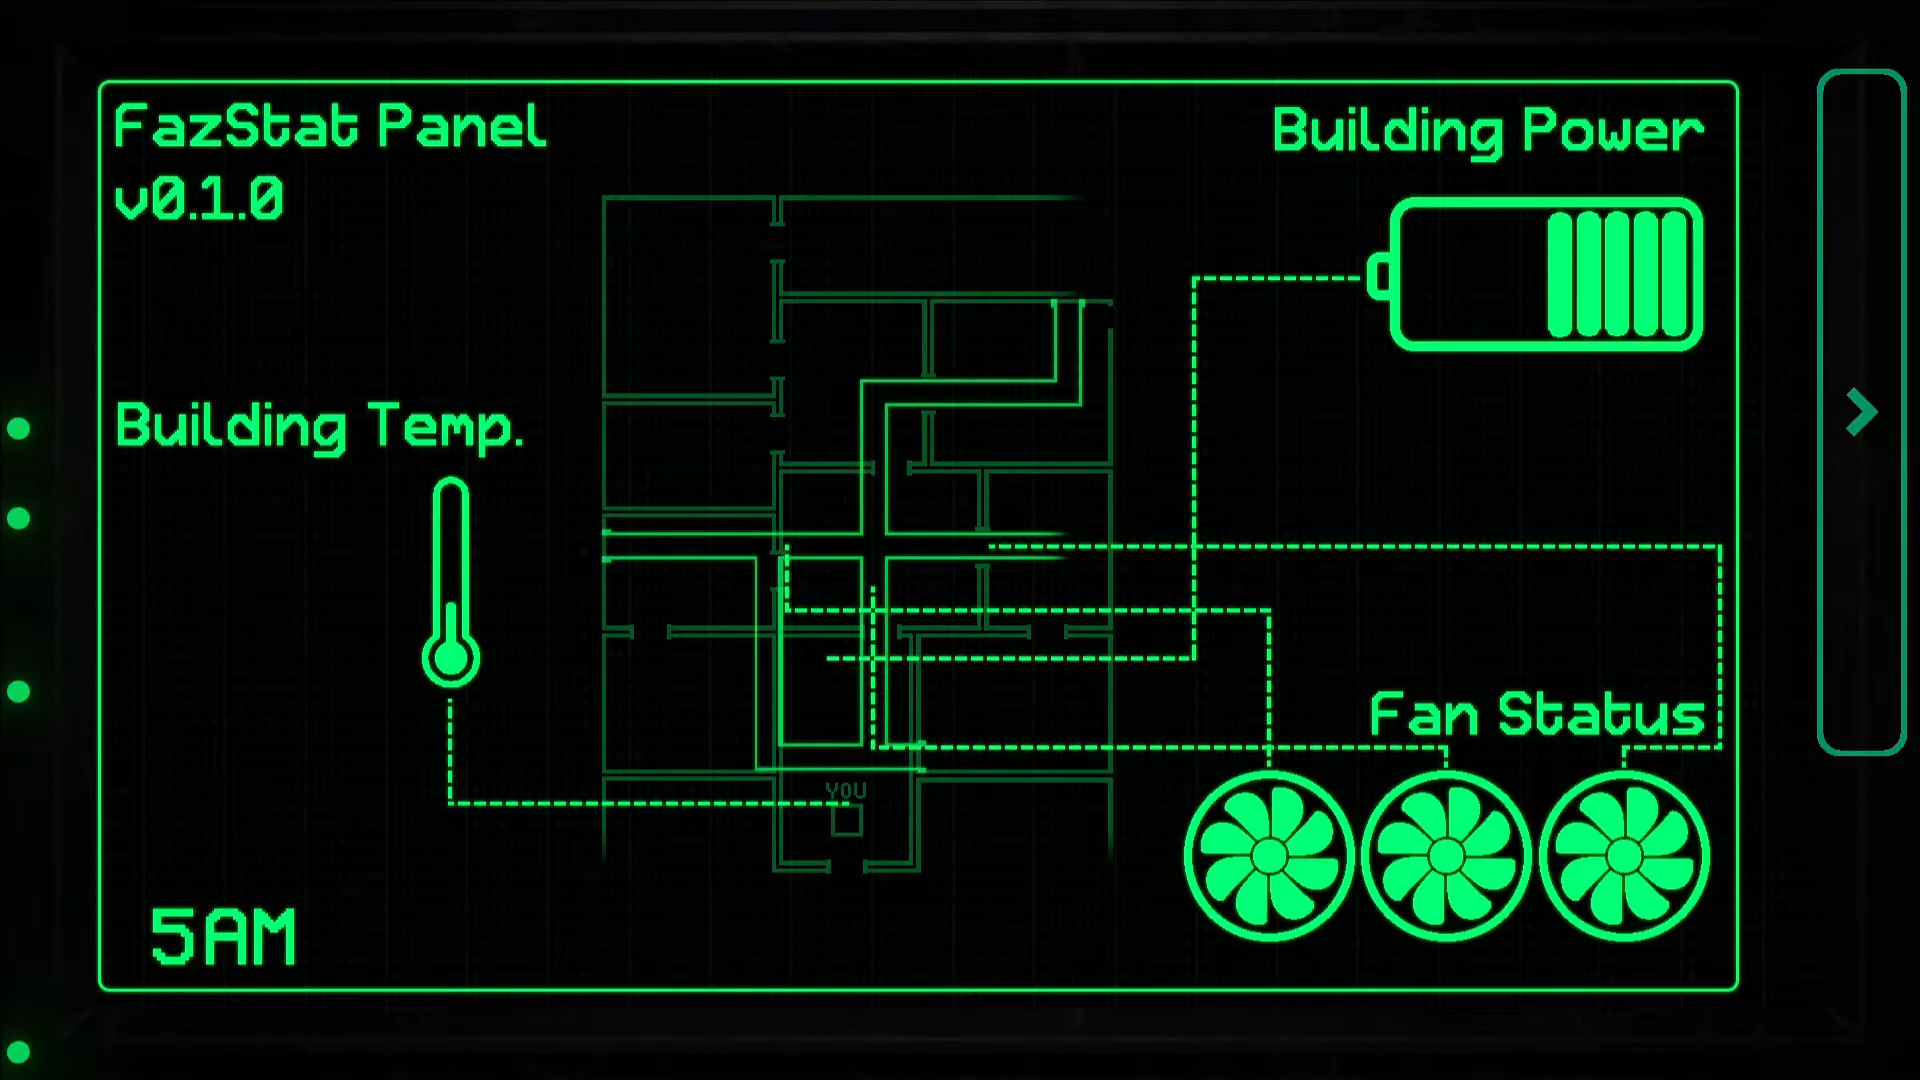 FazStat Panel
v0.1.0
Building Power
Building Temp.
Fan Status
YOU
5AM